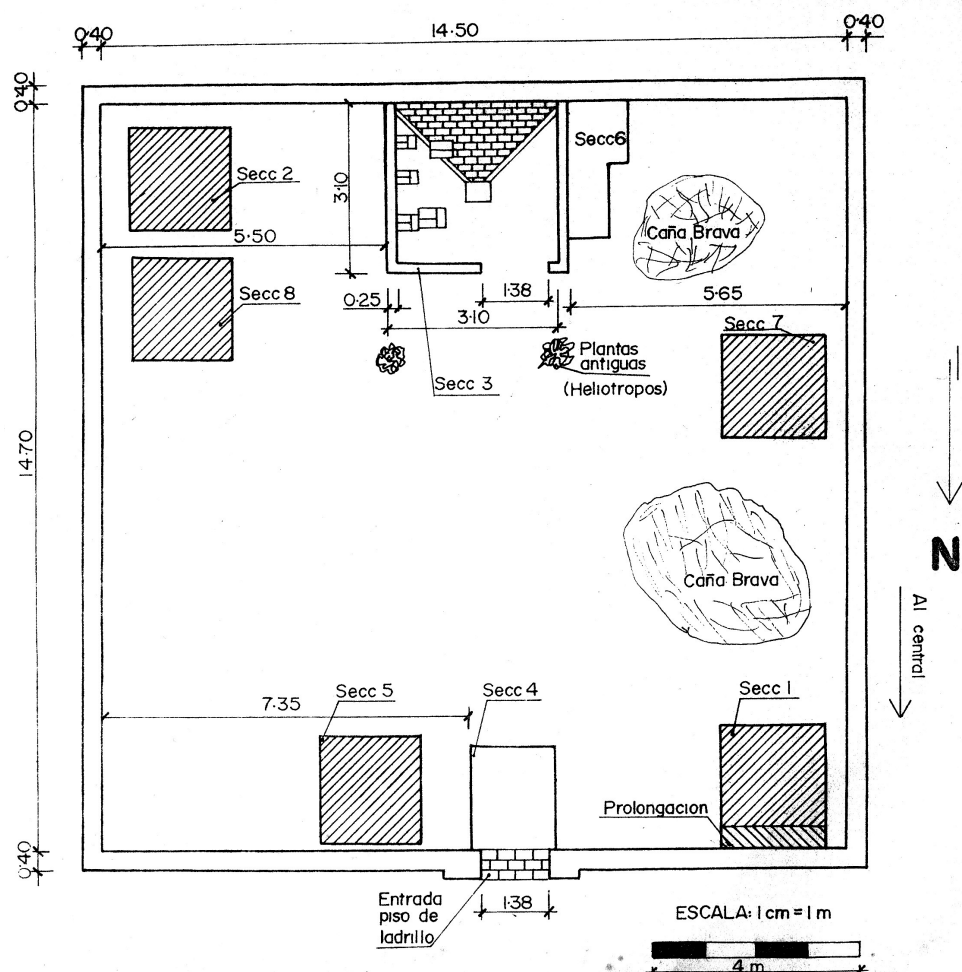 0·40
14·50
0·40
0·40
Secc 2
3·10
Secc 6
Caña Brava
5·50
Secc 8
0·25
1·38
3·10
5·65
Secc 7
Plantas
antiguas
(Heliotropos)
Secc 3
14·70
N
Caña Brava
Al central
7·35
Secc 5
Secc 4
Secc 1
Prolongacion
0·40
Entrada
piso de
ladrillo
1·38
ESCALA: 1 cm = 1 m
4 m